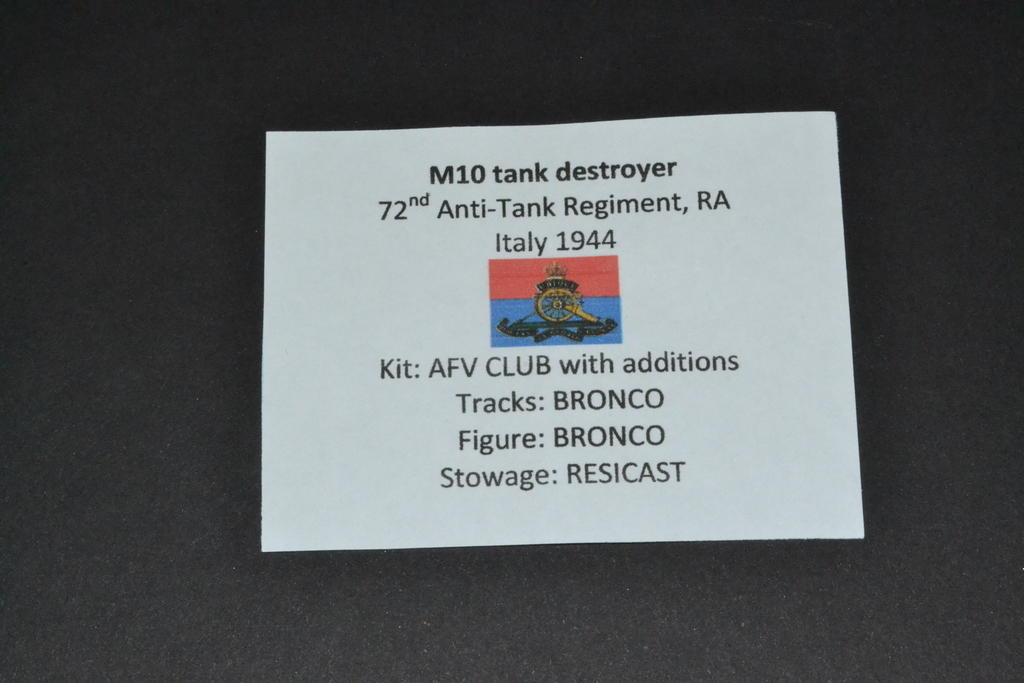 M10 tank destroyer
72nd Anti-Tank Regiment, RA
Italy 1944
Kit: AFV CLUB with additions
Tracks: BRONCO
Figure: BRONCO
Stowage: RESICAST